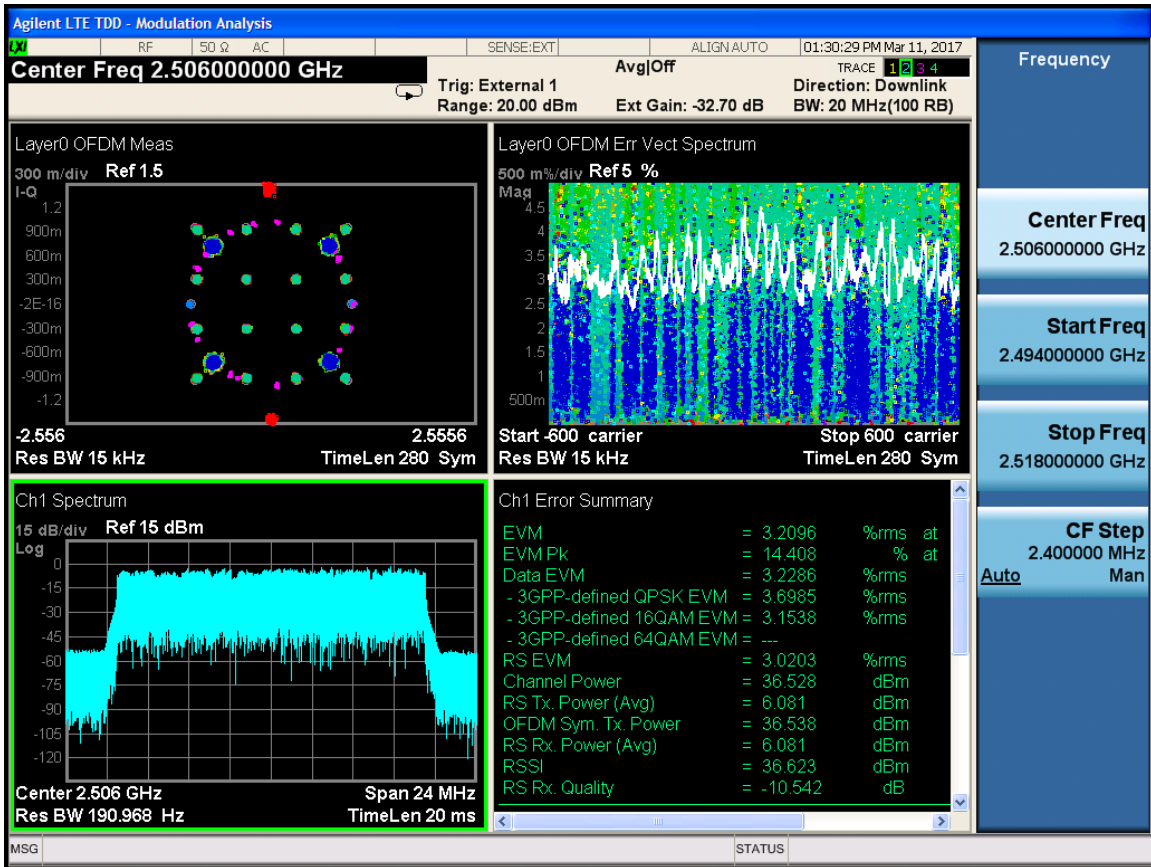 Agilent LTE TDD - Modulation Analysis
LXI RF 50 Ω AC SENSE:EXT ALIGN AUTO 01:30:29 PM Mar 11, 2017
Center Freq 2.506000000 GHz
Avg|Off
TRACE 1 2 3 4
Trig: External 1
Direction: Downlink
Range: 20.00 dBm Ext Gain: -32.70 dB BW: 20 MHz(100 RB)
Layer0 OFDM Meas
300 m/div Ref 1.5
I-Q
1.2
900m
600m
300m
-2E-16
-300m
-600m
-900m
-1.2
-2.556 2.5556
Res BW 15 kHz TimeLen 280 Sym
Layer0 OFDM Err Vect Spectrum
500 m%/div Ref 5 %
Mag
4.5
4
3.5
3
2.5
2
1.5
1
500m
Start -600 carrier Stop 600 carrier
Res BW 15 kHz TimeLen 280 Sym
Ch1 Spectrum
15 dB/div Ref 15 dBm
Log
0
-15
-30
-45
-60
-75
-90
-105
-120
Center 2.506 GHz Span 24 MHz
Res BW 190.968 Hz TimeLen 20 ms
Ch1 Error Summary
EVM = 3.2096 %rms at
EVM Pk = 14.408 % at
Data EVM = 3.2286 %rms
- 3GPP-defined QPSK EVM = 3.6985 %rms
- 3GPP-defined 16QAM EVM = 3.1538 %rms
- 3GPP-defined 64QAM EVM = ---
RS EVM = 3.0203 %rms
Channel Power = 36.528 dBm
RS Tx. Power (Avg) = 6.081 dBm
OFDM Sym. Tx. Power = 36.538 dBm
RS Rx. Power (Avg) = 6.081 dBm
RSSI = 36.623 dBm
RS Rx. Quality = -10.542 dB
Frequency
Center Freq
2.506000000 GHz
Start Freq
2.494000000 GHz
Stop Freq
2.518000000 GHz
CF Step
2.400000 MHz
Auto Man
MSG STATUS